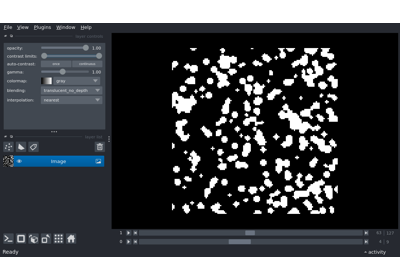 File View Plugins Window Help
opacity: 1.00
contrast limits:
auto-contrast: once continuous
gamma: 1.00
colormap: gray
blending: translucent_no_depth
interpolation: nearest
Image
1
0
Ready
activity